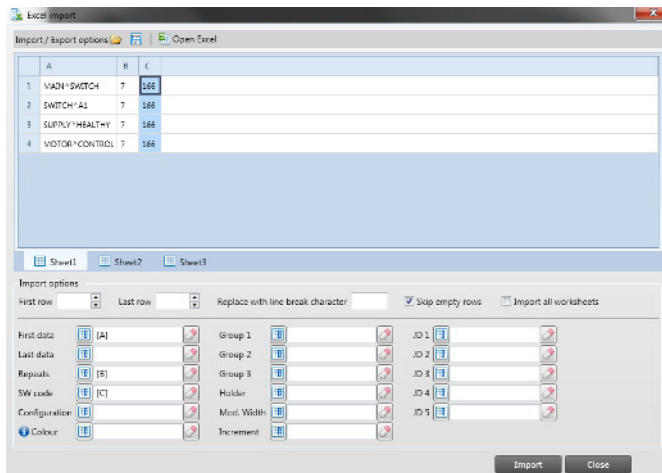 Excel import
Import / Export options Open Excel
A B C
1 MAIN^SWITCH 7 166
2 SWITCH^A1 7 166
3 SUPPLY^HEALTHY 7 166
4 MOTOR^CONTROL 7 166
Sheet1 Sheet2 Sheet3
Import options
First row Last row Replace with line break character Skip empty rows Import all worksheets
First data [A] Group 1 JD 1
Last data Group 2 JD 2
Repeats [B] Group 3 JD 3
SW code [C] Holder JD 4
Configuration Mod. Width JD 5
Colour Increment
Import Close